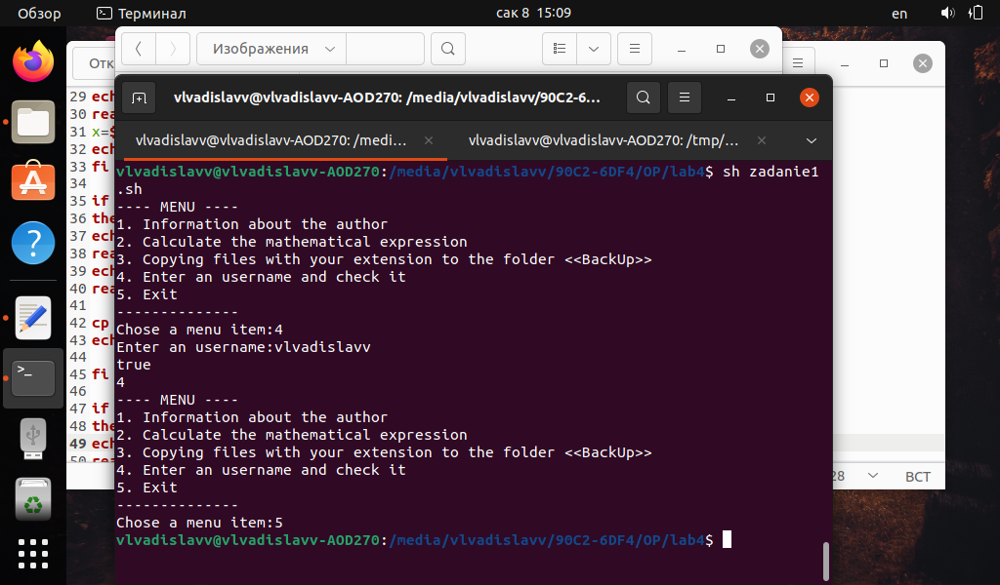 Обзор
Терминал
сак 8 15:09
en
Изображения
Отк
vlvadislavv@vlvadislavv-AOD270: /media/vlvadislavv/90C2-6…
vlvadislavv@vlvadislavv-AOD270: /medi…
vlvadislavv@vlvadislavv-AOD270: /tmp/…
29 ech
30 rea
31 x=$
32 ech
33 fi
34
35 if
36 the
37 ech
38 rea
39 ech
40 rea
41
42 cp
43 ech
44
45 fi
46
47 if
48 the
49 ech
50 rea
vlvadislavv@vlvadislavv-AOD270:/media/vlvadislavv/90C2-6DF4/OP/lab4$ sh zadanie1
.sh
---- MENU ----
1. Information about the author
2. Calculate the mathematical expression
3. Copying files with your extension to the folder <<BackUp>>
4. Enter an username and check it
5. Exit
--------------
Chose a menu item:4
Enter an username:vlvadislavv
true
4
---- MENU ----
1. Information about the author
2. Calculate the mathematical expression
3. Copying files with your extension to the folder <<BackUp>>
4. Enter an username and check it
5. Exit
--------------
Chose a menu item:5
vlvadislavv@vlvadislavv-AOD270:/media/vlvadislavv/90C2-6DF4/OP/lab4$
28
ВСТ